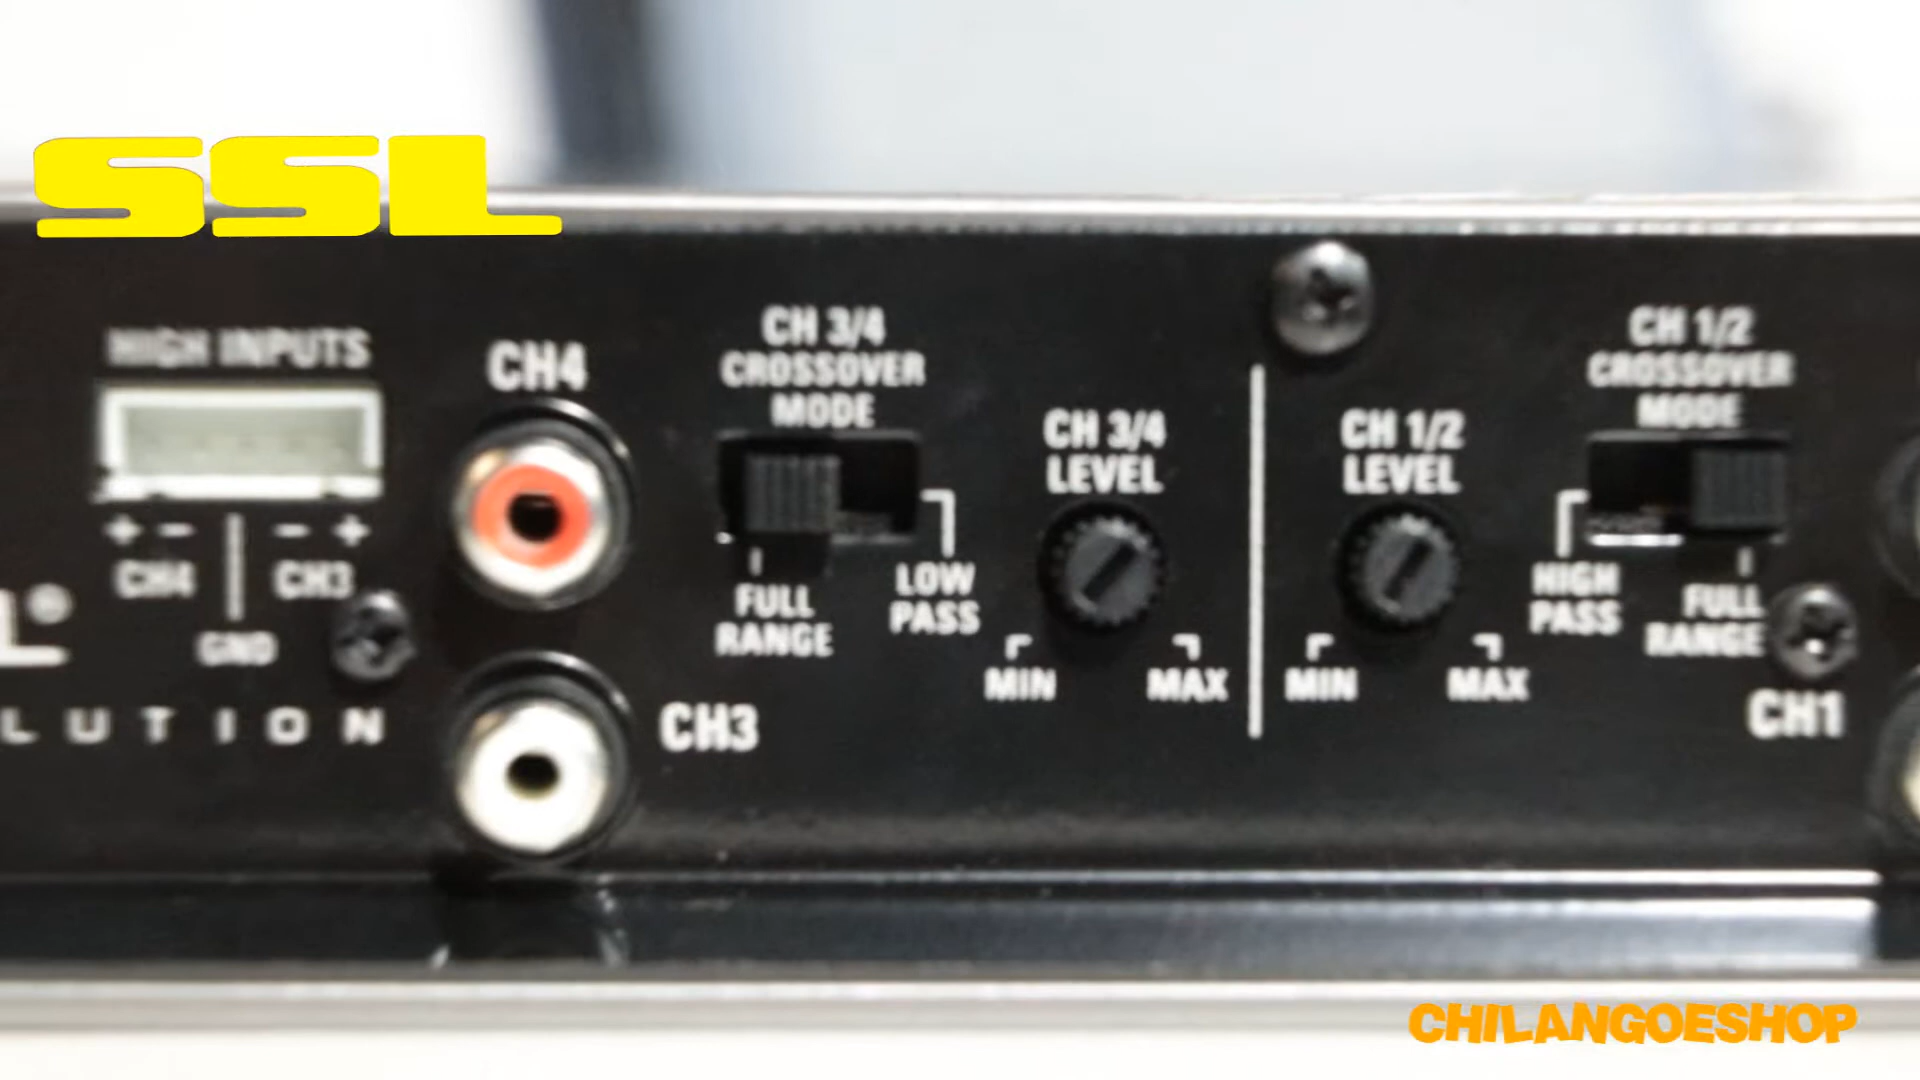 SSL
HIGH INPUTS
+ - - +
CH4 CH3
GND
L®
LUTION
CH4
CH3
CH 3/4
CROSSOVER
MODE
FULL
RANGE
LOW
PASS
CH 3/4
LEVEL
MIN MAX
CH 1/2
LEVEL
MIN MAX
CH 1/2
CROSSOVER
MODE
HIGH
PASS
FULL
RANGE
CH1
CHILANGOESHOP